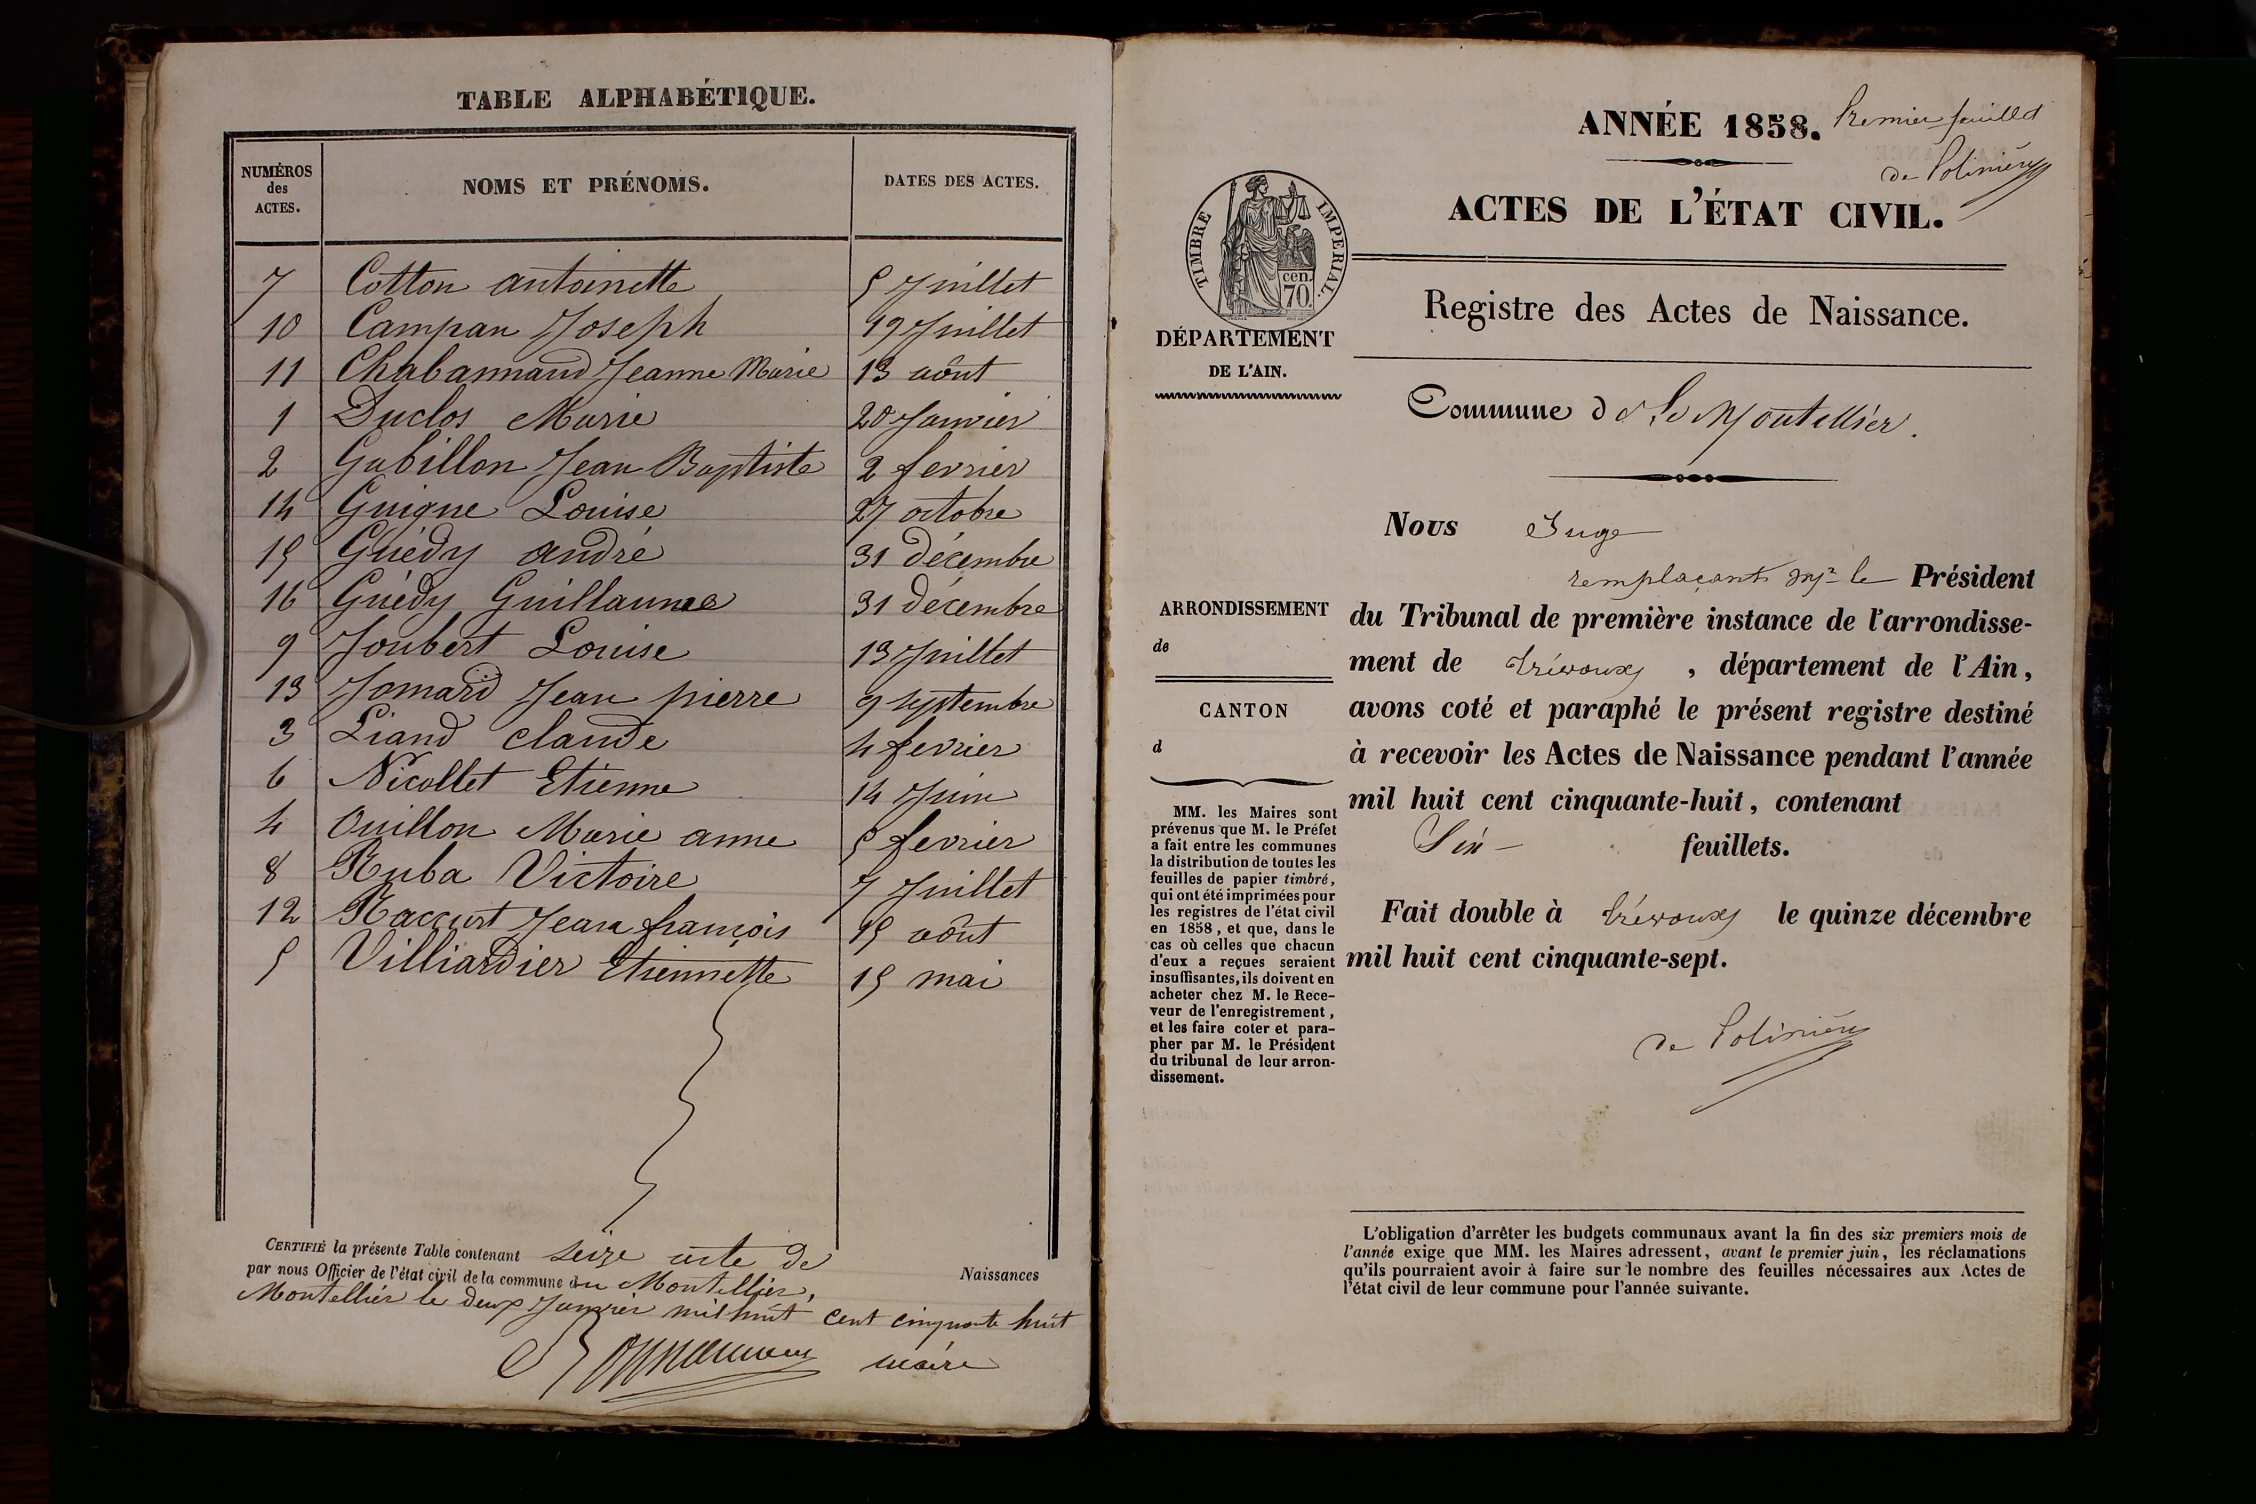 TABLE ALPHABÉTIQUE.
NUMÉROS des ACTES. NOMS ET PRÉNOMS. DATES DES ACTES.
7 Cotton antoinette 5 Juillet
10 Campan Joseph 19 Juillet
11 Chabannaud Jeanne Marie 13 août
1 Duclos Marie 20 Janvier
2 Gubillon Jean Baptiste 2 fevrier
14 Guigue Louise 27 octobre
15 Guédy andré 31 décembre
16 Guédy Guillaume 31 décembre
9 Joubert Louise 13 Juillet
13 Jomard Jean pierre 9 septembre
3 Liand claude 4 fevrier
6 Nicollet Etienne 14 Juin
4 Ouillon Marie anne 5 fevrier
8 Ruba Victoire 7 Juillet
12 Raccurt Jean françois 15 août
5 Villiardier Etiennette 15 mai
CERTIFIÉ la présente Table contenant seize acte de Naissances
par nous Officier de l'état civil de la commune du Montellier,
Montellier le deux Janvier mil huit cent cinquante huit
maire
ANNÉE 1858. Premier feuillet
de Polinière
ACTES DE L'ÉTAT CIVIL.
TIMBRE IMPERIAL.
cen.
70.
Registre des Actes de Naissance.
DÉPARTEMENT
DE L'AIN.
Commune d e Le Montellier.
Nous Juge
remplaçant Mr le Président
du Tribunal de première instance de l'arrondisse-
ment de Trévoux, département de l'Ain,
avons coté et paraphé le présent registre destiné
à recevoir les Actes de Naissance pendant l'année
mil huit cent cinquante-huit, contenant
Six feuillets.
Fait double à Trévoux le quinze décembre
mil huit cent cinquante-sept.
de Polinière
ARRONDISSEMENT
de
CANTON
d
MM. les Maires sont
prévenus que M. le Préfet
a fait entre les communes
la distribution de toutes les
feuilles de papier timbré,
qui ont été imprimées pour
les registres de l'état civil
en 1858, et que, dans le
cas où celles que chacun
d'eux a reçues seraient
insuffisantes, ils doivent en
acheter chez M. le Rece-
veur de l'enregistrement,
et les faire coter et para-
pher par M. le Président
du tribunal de leur arron-
dissement.
L'obligation d'arrêter les budgets communaux avant la fin des six premiers mois de
l'année exige que MM. les Maires adressent, avant le premier juin, les réclamations
qu'ils pourraient avoir à faire sur le nombre des feuilles nécessaires aux Actes de
l'état civil de leur commune pour l'année suivante.